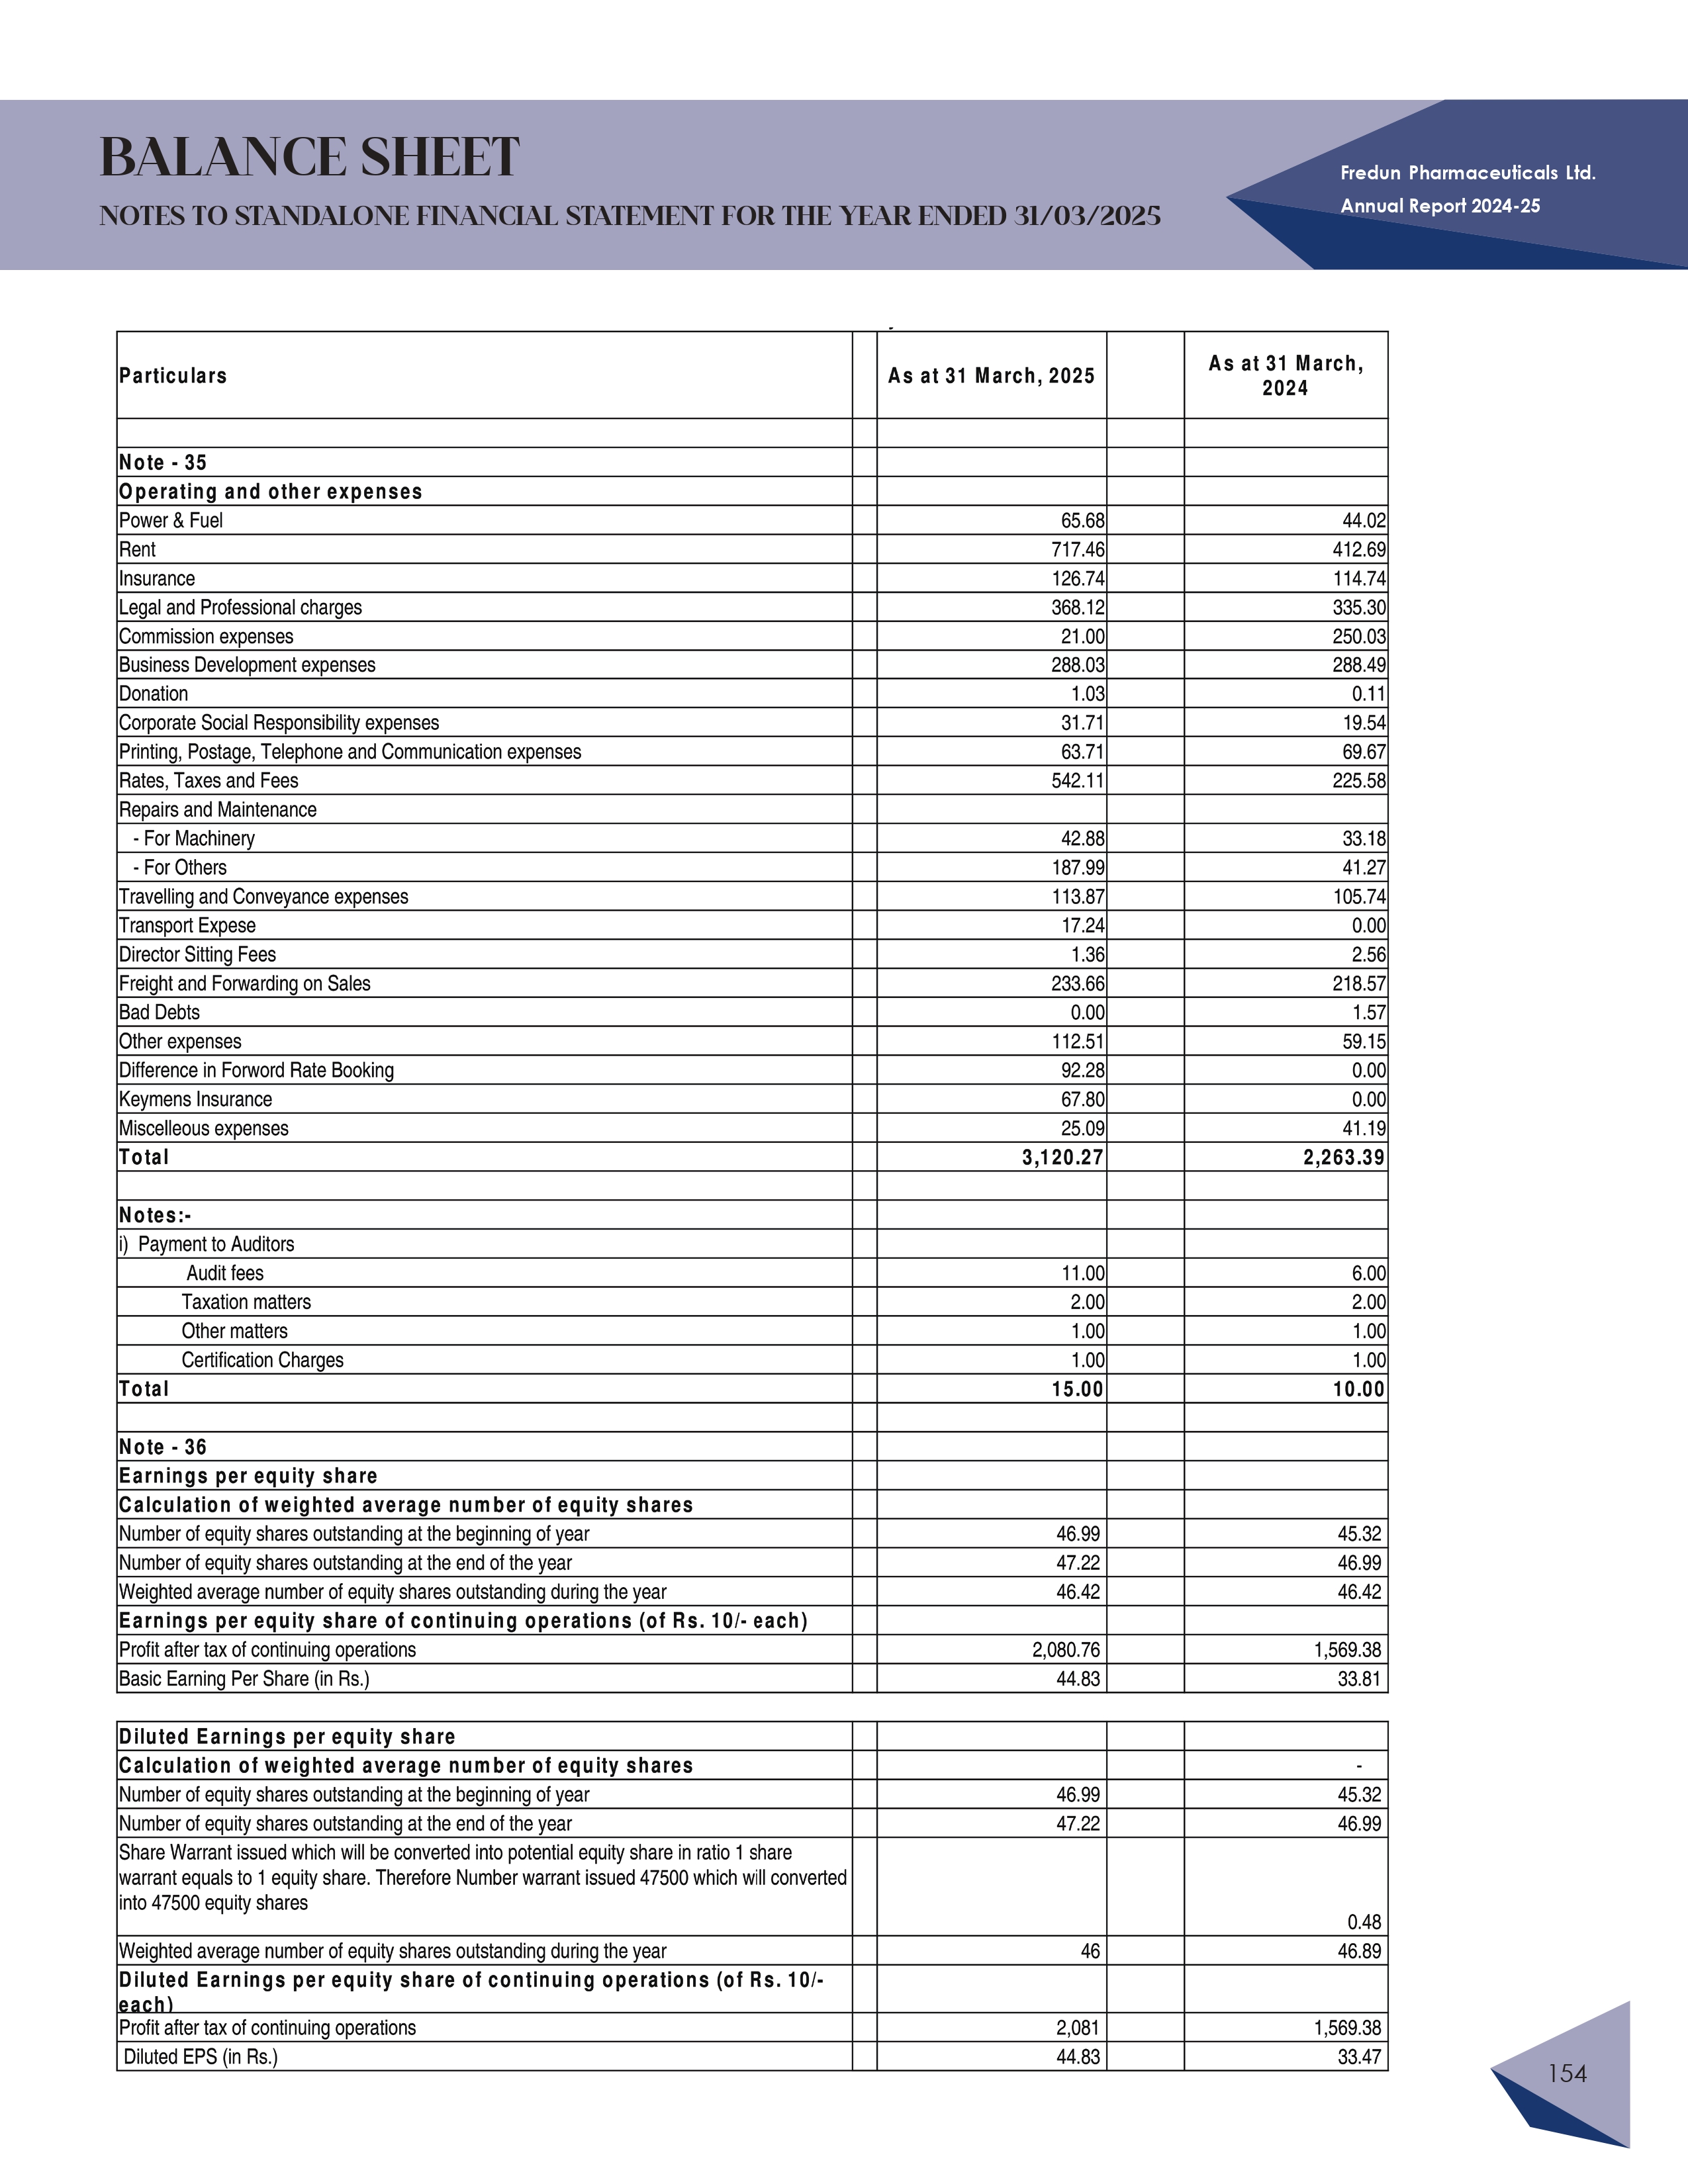 BALANCE SHEET
NOTES TO STANDALONE FINANCIAL STATEMENT FOR THE YEAR ENDED 31/03/2025
Fredun Pharmaceuticals Ltd.
Annual Report 2024-25
Particulars As at 31 March, 2025 As at 31 March, 2024
Note - 35
Operating and other expenses
Power & Fuel 65.68 44.02
Rent 717.46 412.69
Insurance 126.74 114.74
Legal and Professional charges 368.12 335.30
Commission expenses 21.00 250.03
Business Development expenses 288.03 288.49
Donation 1.03 0.11
Corporate Social Responsibility expenses 31.71 19.54
Printing, Postage, Telephone and Communication expenses 63.71 69.67
Rates, Taxes and Fees 542.11 225.58
Repairs and Maintenance
- For Machinery 42.88 33.18
- For Others 187.99 41.27
Travelling and Conveyance expenses 113.87 105.74
Transport Expese 17.24 0.00
Director Sitting Fees 1.36 2.56
Freight and Forwarding on Sales 233.66 218.57
Bad Debts 0.00 1.57
Other expenses 112.51 59.15
Difference in Forword Rate Booking 92.28 0.00
Keymens Insurance 67.80 0.00
Miscelleous expenses 25.09 41.19
Total 3,120.27 2,263.39
Notes:-
i) Payment to Auditors
Audit fees 11.00 6.00
Taxation matters 2.00 2.00
Other matters 1.00 1.00
Certification Charges 1.00 1.00
Total 15.00 10.00
Note - 36
Earnings per equity share
Calculation of weighted average number of equity shares
Number of equity shares outstanding at the beginning of year 46.99 45.32
Number of equity shares outstanding at the end of the year 47.22 46.99
Weighted average number of equity shares outstanding during the year 46.42 46.42
Earnings per equity share of continuing operations (of Rs. 10/- each)
Profit after tax of continuing operations 2,080.76 1,569.38
Basic Earning Per Share (in Rs.) 44.83 33.81
Diluted Earnings per equity share
Calculation of weighted average number of equity shares -
Number of equity shares outstanding at the beginning of year 46.99 45.32
Number of equity shares outstanding at the end of the year 47.22 46.99
Share Warrant issued which will be converted into potential equity share in ratio 1 share
warrant equals to 1 equity share. Therefore Number warrant issued 47500 which will converted
into 47500 equity shares 0.48
Weighted average number of equity shares outstanding during the year 46 46.89
Diluted Earnings per equity share of continuing operations (of Rs. 10/-
each)
Profit after tax of continuing operations 2,081 1,569.38
Diluted EPS (in Rs.) 44.83 33.47
154